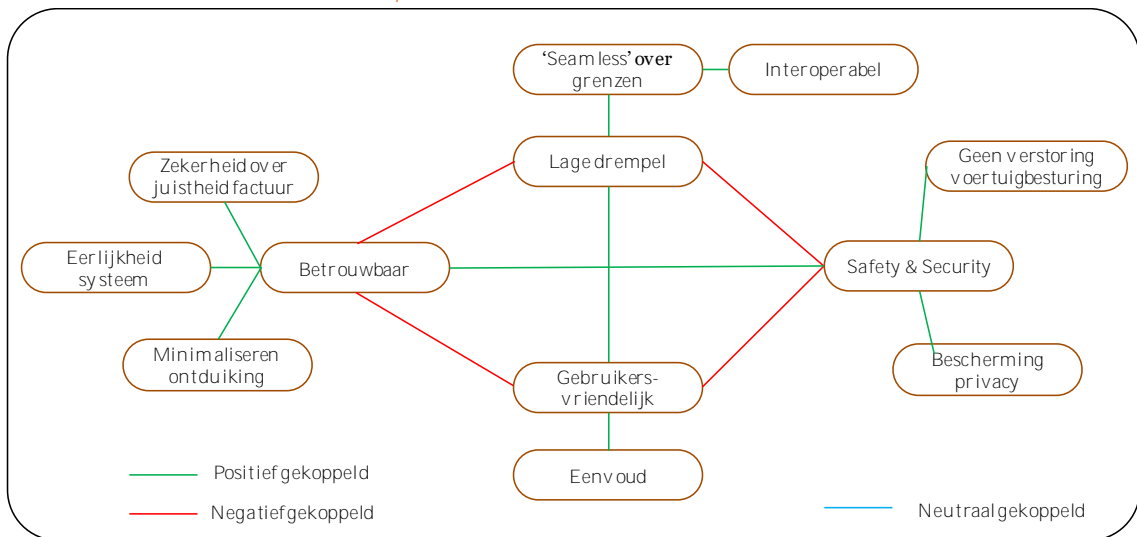 ‘Seamless’ over
grenzen
Interoperabel
Lage drempel
Zekerheid over
juistheid factuur
Geen verstoring
voertuigbesturing
Eerlijkheid
systeem
Betrouwbaar
Safety & Security
Minimaliseren
ontduiking
Gebruikers-
vriendelijk
Bescherming
privacy
Eenvoud
Positief gekoppeld
Negatief gekoppeld
Neutraal gekoppeld